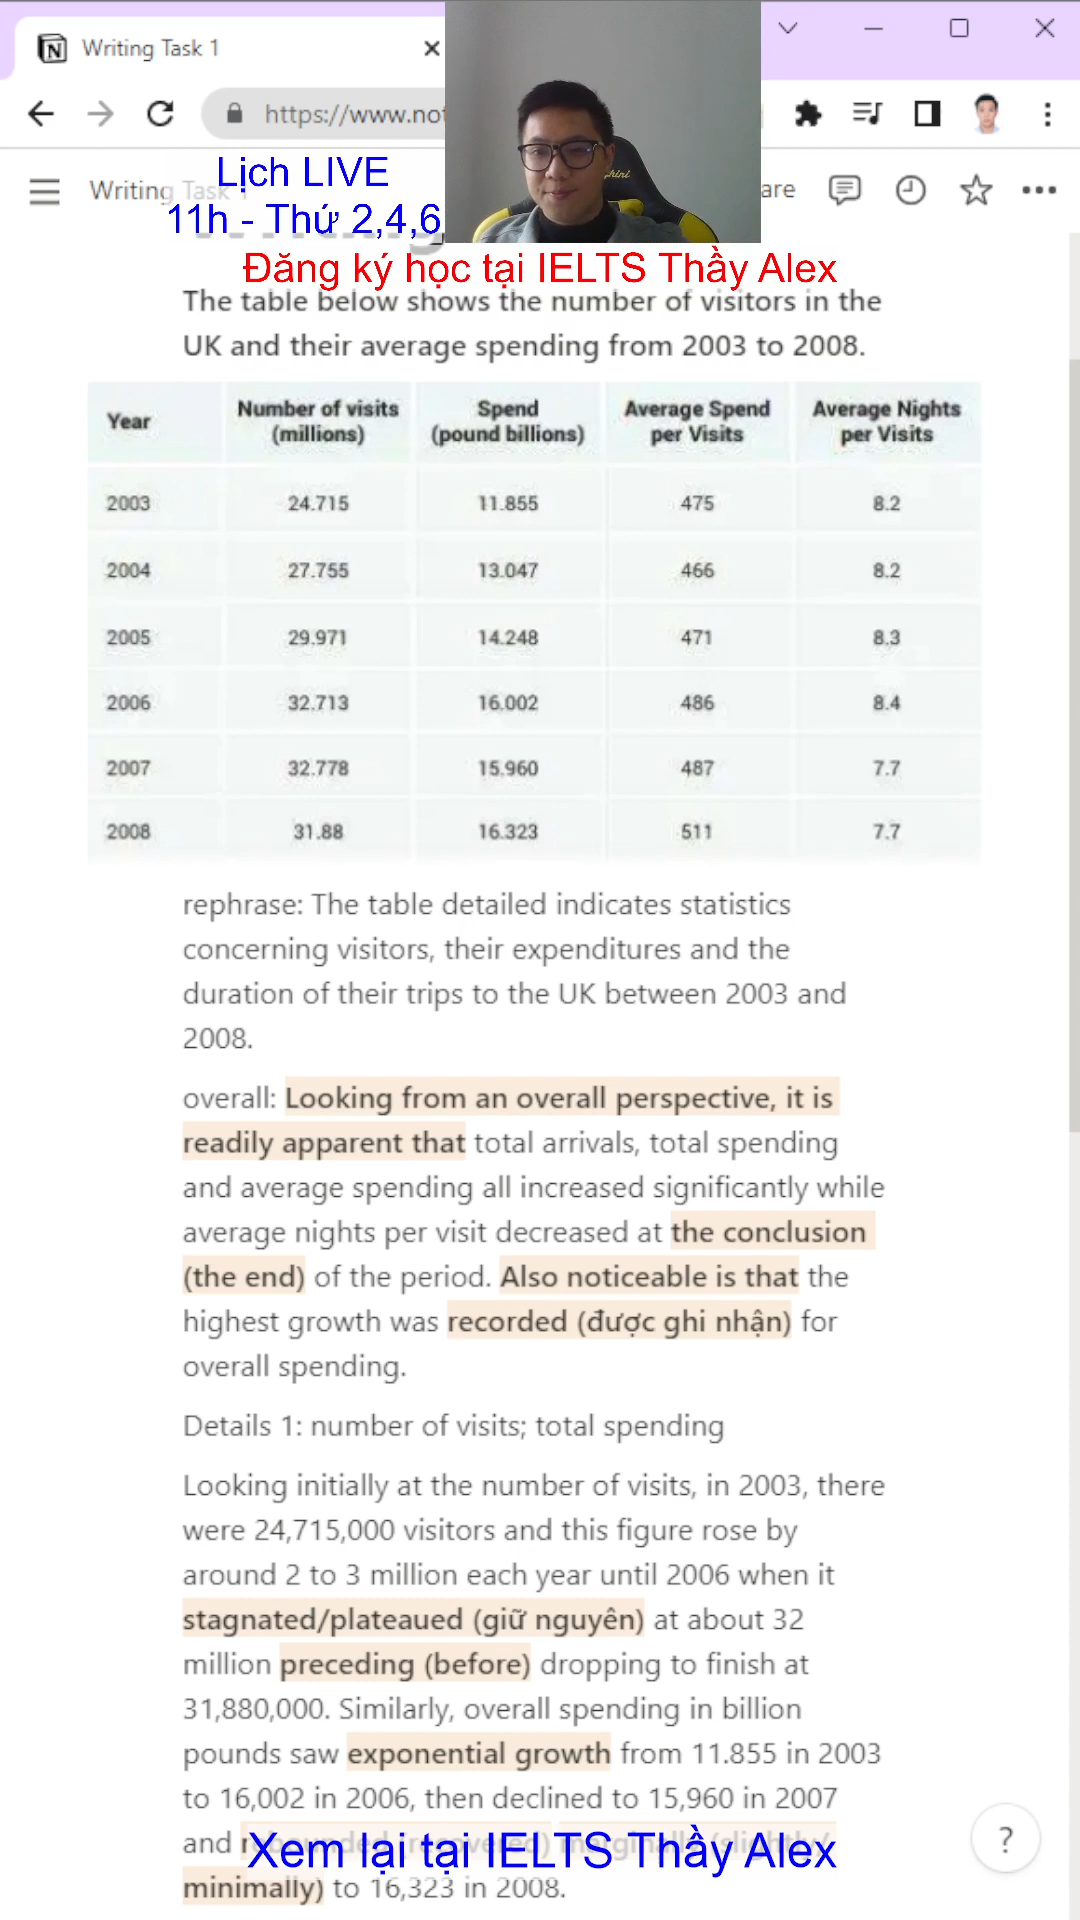 Writing Task 1
https://www.not
Lịch LIVE
Writing Task
are
11h - Thứ 2,4,6
Đăng ký học tại IELTS Thầy Alex
The table below shows the number of visitors in the
UK and their average spending from 2003 to 2008.
Year Number of visits (millions) Spend (pound billions) Average Spend per Visits Average Nights per Visits
2003 24.715 11.855 475 8.2
2004 27.755 13.047 466 8.2
2005 29.971 14.248 471 8.3
2006 32.713 16.002 486 8.4
2007 32.778 15.960 487 7.7
2008 31.88 16.323 511 7.7
rephrase: The table detailed indicates statistics
concerning visitors, their expenditures and the
duration of their trips to the UK between 2003 and
2008.
overall: Looking from an overall perspective, it is
readily apparent that total arrivals, total spending
and average spending all increased significantly while
average nights per visit decreased at the conclusion
(the end) of the period. Also noticeable is that the
highest growth was recorded (được ghi nhận) for
overall spending.
Details 1: number of visits; total spending
Looking initially at the number of visits, in 2003, there
were 24,715,000 visitors and this figure rose by
around 2 to 3 million each year until 2006 when it
stagnated/plateaued (giữ nguyên) at about 32
million preceding (before) dropping to finish at
31,880,000. Similarly, overall spending in billion
pounds saw exponential growth from 11.855 in 2003
to 16,002 in 2006, then declined to 15,960 in 2007
and
Xem lại tại IELTS Thầy Alex
minimally) to 16,323 in 2008.
?